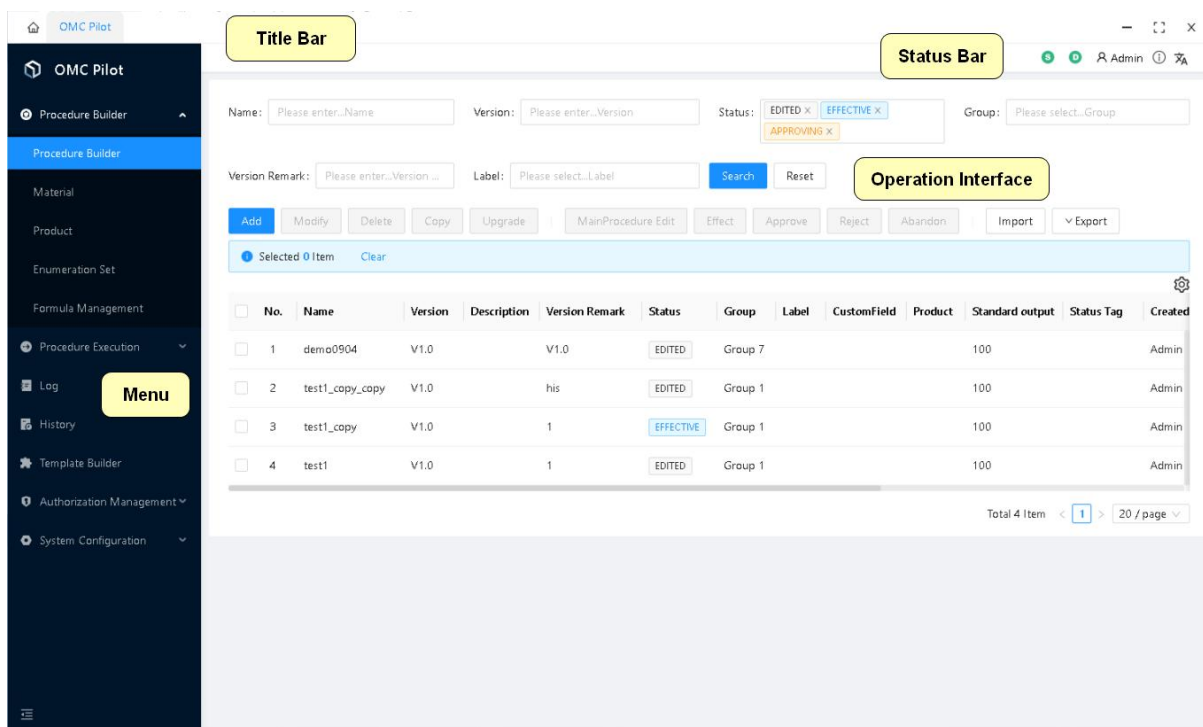 OMC Pilot
Title Bar
OMC Pilot
Status Bar
S D Admin
Procedure Builder
Procedure Builder
Material
Product
Enumeration Set
Formula Management
Procedure Execution
Log
Menu
History
Template Builder
Authorization Management
System Configuration
Name: Please enter...Name Version: Please enter...Version Status: EDITED × EFFECTIVE × Group: Please select...Group
APPROVING ×
Version Remark: Please enter...Version ... Label: Please select...Label Search Reset
Operation Interface
Add Modify Delete Copy Upgrade MainProcedure Edit Effect Approve Reject Abandon Import Export
Selected 0 Item Clear
No. Name Version Description Version Remark Status Group Label CustomField Product Standard output Status Tag Created
1 demo0904 V1.0 V1.0 EDITED Group 7 100 Admin
2 test1_copy_copy V1.0 his EDITED Group 1 100 Admin
3 test1_copy V1.0 1 EFFECTIVE Group 1 100 Admin
4 test1 V1.0 1 EDITED Group 1 100 Admin
Total 4 Item < 1 > 20 / page